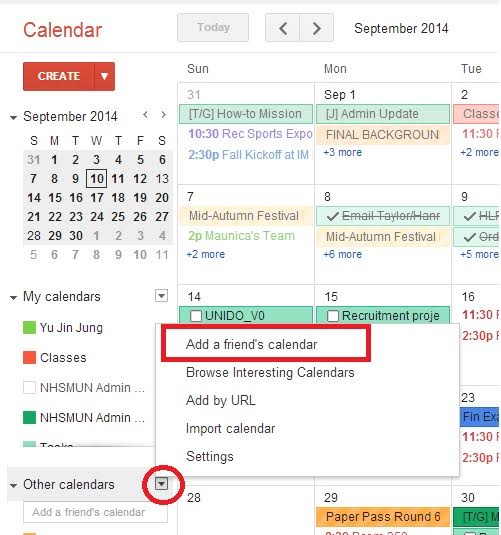 Calendar
Today
September 2014
CREATE
September 2014
S M T W T F S
31 1 2 3 4 5 6
7 8 9 10 11 12 13
14 15 16 17 18 19 20
21 22 23 24 25 26 27
28 29 30 1 2 3 4
5 6 7 8 9 10 11
My calendars
Yu Jin Jung
Classes
NHSMUN Admin ...
NHSMUN Admin ...
Tasks
Other calendars
Add a friend's calendar
Sun Mon Tue
31 Sep 1 2
[T/G] How-to Mission [J] Admin Update Classe
10:30 Rec Sports Expo FINAL BACKGROUN 11:30
2:30p Fall Kickoff at IM +3 more +2 more
7 8 9
Mid-Autumn Festival Email Taylor/Hanr HLF
2p Maunica's Team Mid-Autumn Festival Ord
+2 more +6 more +5 more
14 15 16
UNIDO_V0 Recruitment proje 11:30
2:30p
Add a friend's calendar
Browse Interesting Calendars
Add by URL
Import calendar
Settings
23
Fin Exa
11:30
2:30p
28 29 30
Paper Pass Round 6 [T/G] M